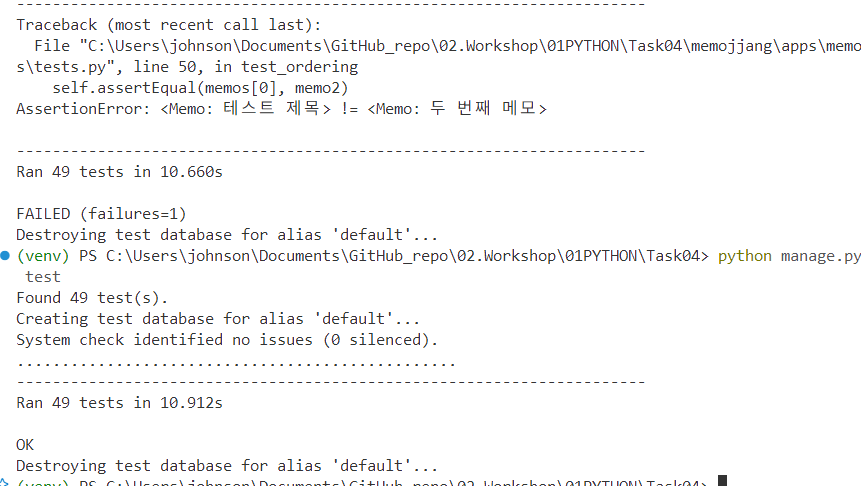 ----------------------------------------------------------------------
Traceback (most recent call last):
  File "C:\Users\johnson\Documents\GitHub_repo\02.Workshop\01PYTHON\Task04\memojjang\apps\memo
s\tests.py", line 50, in test_ordering
    self.assertEqual(memos[0], memo2)
AssertionError: <Memo: 테스트 제목> != <Memo: 두 번째 메모>
----------------------------------------------------------------------
Ran 49 tests in 10.660s
FAILED (failures=1)
Destroying test database for alias 'default'...
(venv) PS C:\Users\johnson\Documents\GitHub_repo\02.Workshop\01PYTHON\Task04> python manage.py
 test
Found 49 test(s).
Creating test database for alias 'default'...
System check identified no issues (0 silenced).
.................................................
----------------------------------------------------------------------
Ran 49 tests in 10.912s
OK
Destroying test database for alias 'default'...
(venv) PS C:\Users\johnson\Documents\GitHub_repo\02.Workshop\01PYTHON\Task04>